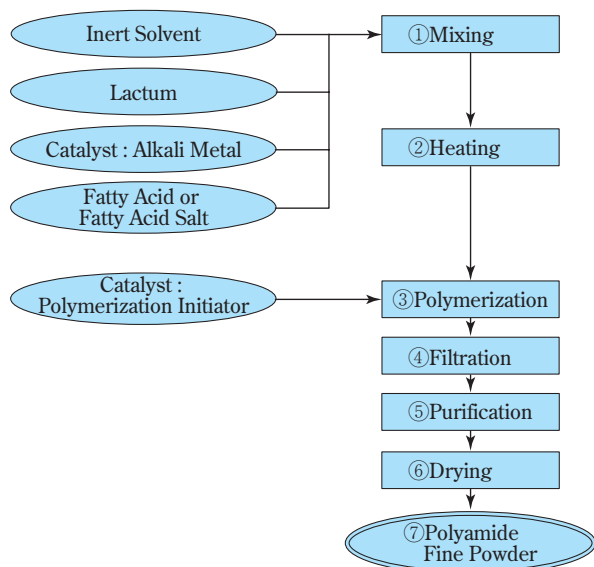 Inert Solvent
①Mixing
Lactum
Catalyst : Alkali Metal
②Heating
Fatty Acid or
Fatty Acid Salt
Catalyst :
Polymerization Initiator
③Polymerization
④Filtration
⑤Purification
⑥Drying
⑦Polyamide
Fine Powder